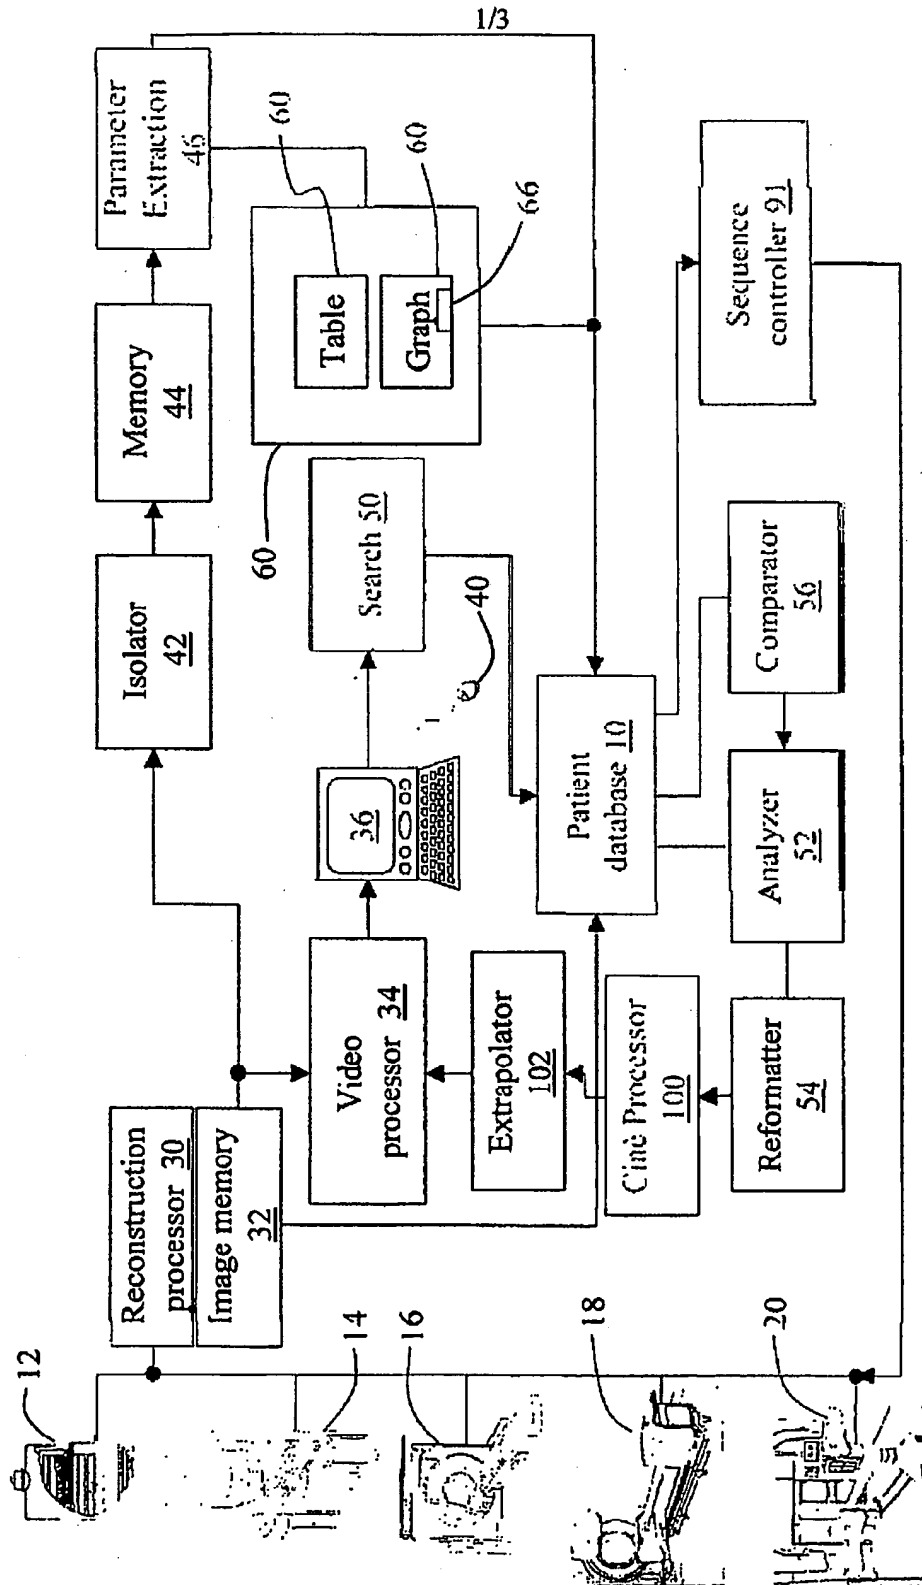 1/3
12
14
16
18
20
Reconstruction
processor 30
Image memory
32
Isolator
42
Memory
44
Parameter
Extraction
46
Video
processor 34
36
Search 50
60
Table
60
Graph
60
66
40
Extrapolator
102
Ciné Processor
100
Patient
database 10
Reformatter
54
Analyzer
52
Comparator
56
Sequence
controller 91